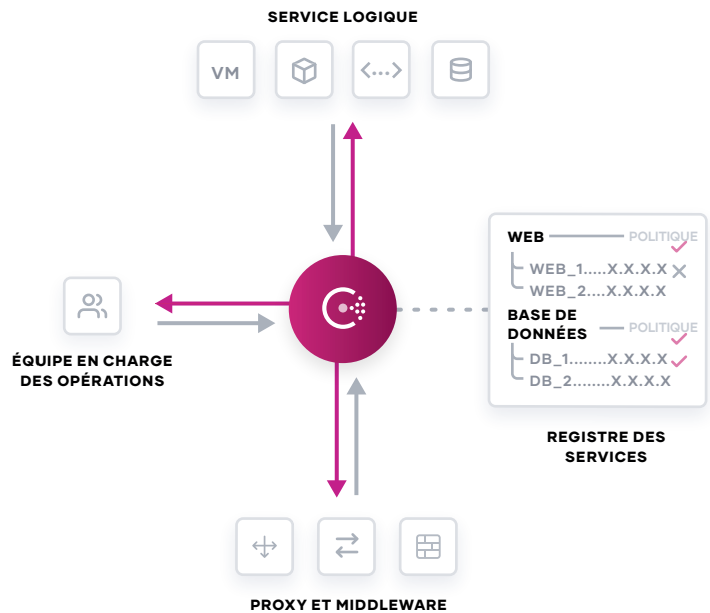 SERVICE LOGIQUE
VM
<...>
WEB POLITIQUE
WEB_1.....X.X.X.X
WEB_2....X.X.X.X
BASE DE
DONNÉES POLITIQUE
DB_1........X.X.X.X
DB_2........X.X.X.X
ÉQUIPE EN CHARGE
DES OPÉRATIONS
REGISTRE DES
SERVICES
PROXY ET MIDDLEWARE